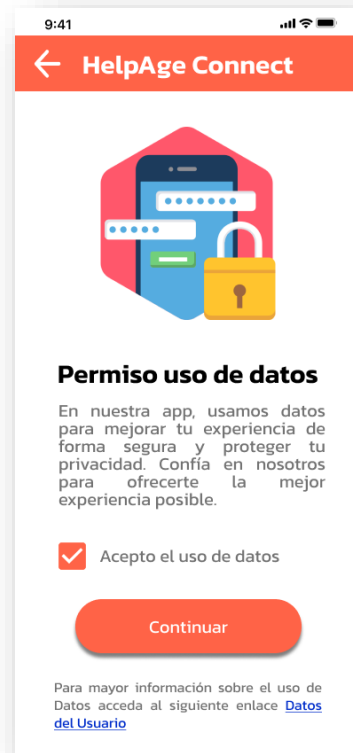 9:41
HelpAge Connect
Permiso uso de datos
En nuestra app, usamos datos
para mejorar tu experiencia de
forma segura y proteger tu
privacidad. Confía en nosotros
para ofrecerte la mejor
experiencia posible.
Acepto el uso de datos
Continuar
Para mayor información sobre el uso de
Datos acceda al siguiente enlace Datos
del Usuario